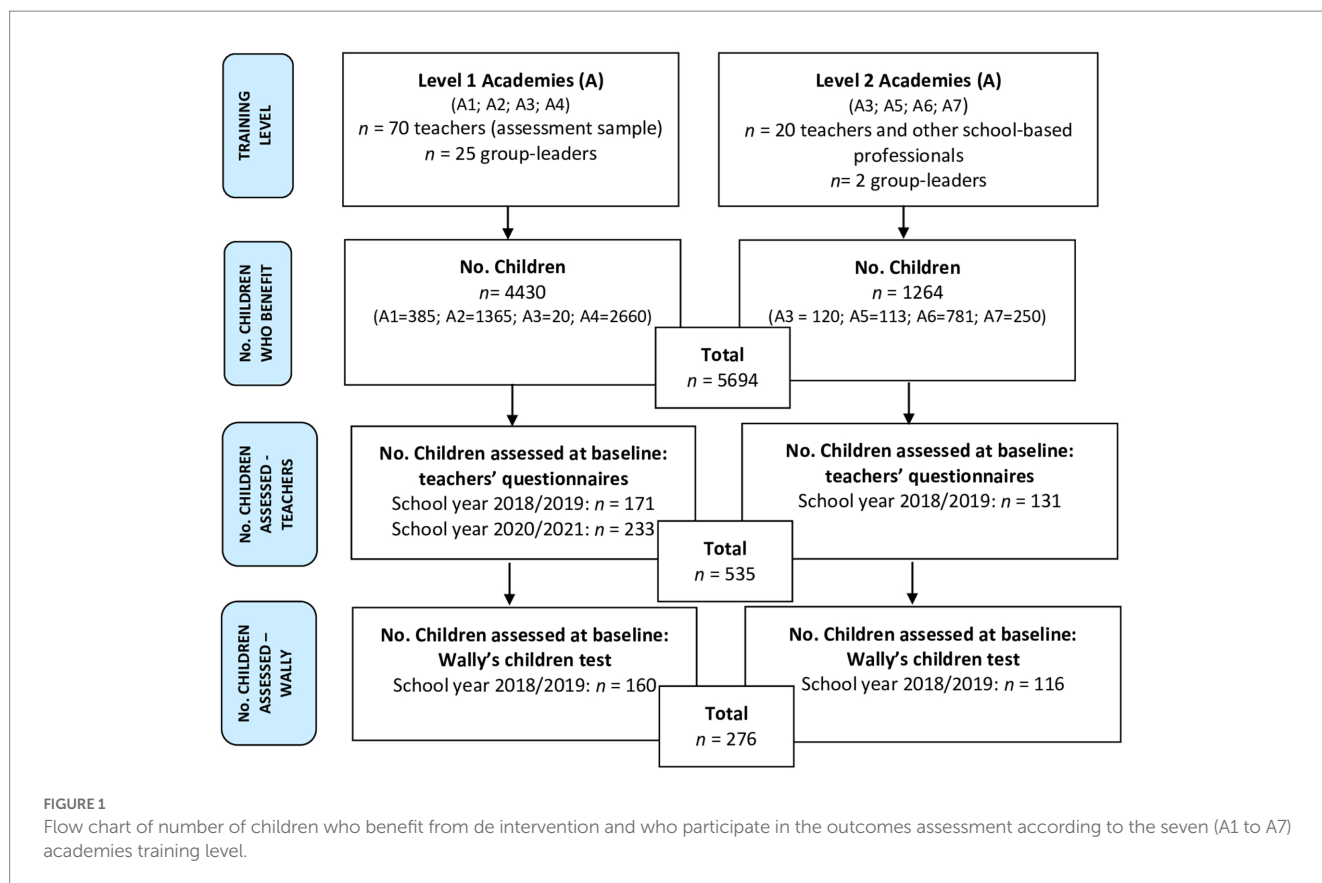 TRAINING
LEVEL
Level 1 Academies (A)
(A1; A2; A3; A4)
n = 70 teachers (assessment sample)
n = 25 group-leaders
Level 2 Academies (A)
(A3; A5; A6; A7)
n = 20 teachers and other school-based
professionals
n= 2 group-leaders
No. CHILDREN
WHO BENEFIT
No. Children
n= 4430
(A1=385; A2=1365; A3=20; A4=2660)
No. Children
n = 1264
(A3 = 120; A5=113; A6=781; A7=250)
Total
n = 5694
No. CHILDREN
ASSESSED -
TEACHERS
No. Children assessed at baseline:
teachers’ questionnaires
School year 2018/2019: n = 171
School year 2020/2021: n = 233
No. Children assessed at baseline:
teachers’ questionnaires
School year 2018/2019: n = 131
Total
n = 535
No. CHILDREN
ASSESSED –
WALLY
No. Children assessed at baseline:
Wally’s children test
School year 2018/2019: n = 160
No. Children assessed at baseline:
Wally’s children test
School year 2018/2019: n = 116
Total
n = 276
FIGURE 1
Flow chart of number of children who benefit from de intervention and who participate in the outcomes assessment according to the seven (A1 to A7)
academies training level.